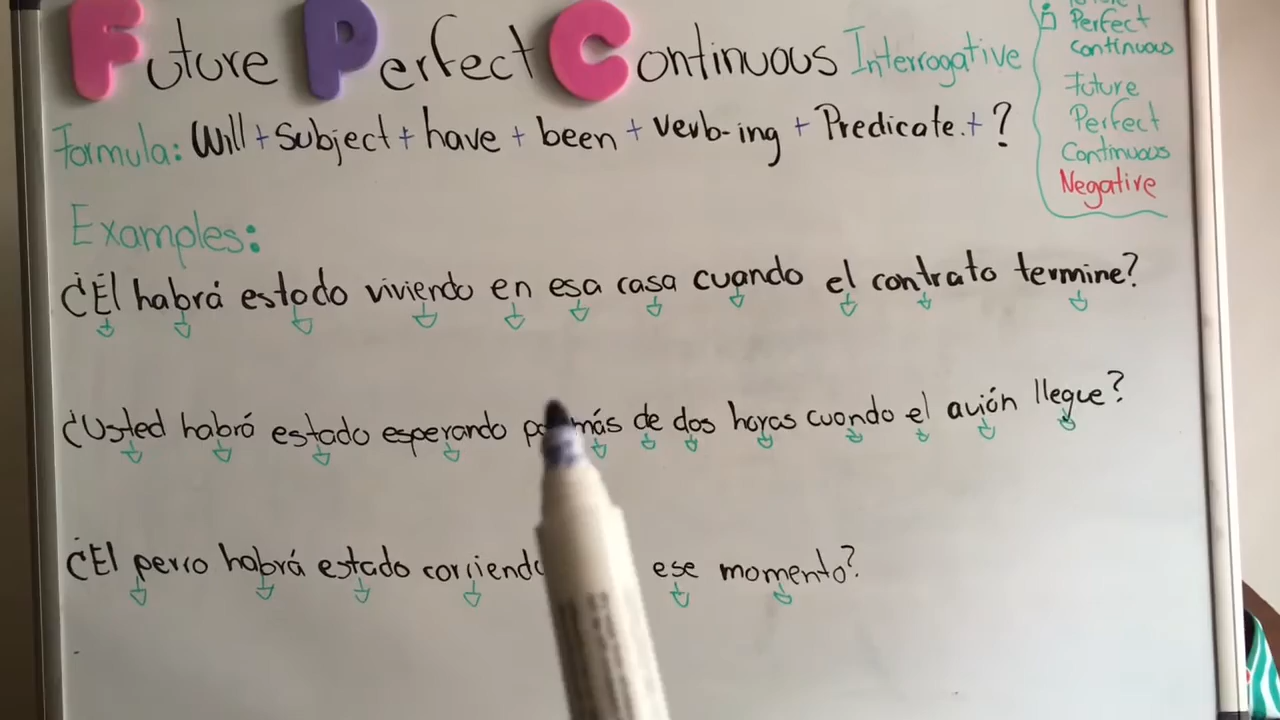 Future Perfect Continuous Interrogative
Formula: Will + Subject + have + been + verb-ing + Predicate. + ?
Perfect
continuous
Future
Perfect
Continuous
Negative
Examples:
¿Él habrá estado viviendo en esa casa cuando el contrato termine?
¿Usted habrá estado esperando más de dos horas cuando el avión llegue?
¿El perro habrá estado corriendo ese momento?